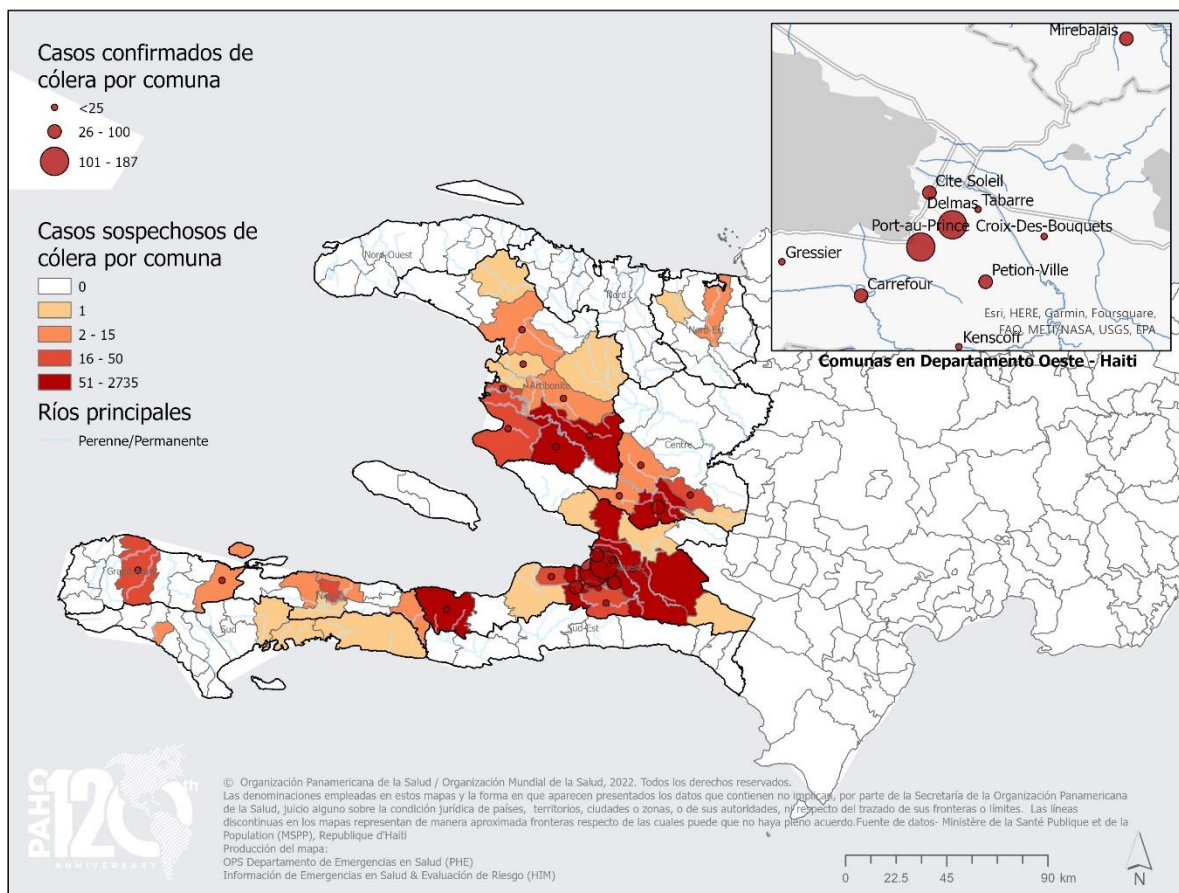 Casos confirmados de
cólera por comuna
<25
26 - 100
101 - 187
Casos sospechosos de
cólera por comuna
0
1
2 - 15
16 - 50
51 - 2735
Ríos principales
Perenne/Permanente
Mirebalais
Cite Soleil
Delmas
Tabarre
Port-au-Prince
Croix-Des-Bouquets
Gressier
Petion-Ville
Carrefour
Kenscoff
Esri, HERE, Garmin, Foursquare,
FAO, METI/NASA, USGS, EPA
Comunas en Departamento Oeste - Haiti
Nord-Ouest
Nord
Nord-Est
Artibonite
Centre
Sud
Sud-Est
PAHO
120th
ANNIVERSARY
© Organización Panamericana de la Salud / Organización Mundial de la Salud, 2022. Todos los derechos reservados.
Las denominaciones empleadas en estos mapas y la forma en que aparecen presentados los datos que contienen no implican, por parte de la Secretaría de la Organización Panamericana
de la Salud, juicio alguno sobre la condición jurídica de países, territorios, ciudades o zonas, o de sus autoridades, ni respecto del trazado de sus fronteras o límites. Las líneas
discontinuas en los mapas representan de manera aproximada fronteras respecto de las cuales puede que no haya pleno acuerdo.Fuente de datos- Ministère de la Santé Publique et de la
Population (MSPP), Republique d'Haiti
Producción del mapa:
OPS Departamento de Emergencias en Salud (PHE)
Información de Emergencias en Salud & Evaluación de Riesgo (HIM)
0 22.5 45 90 km
N